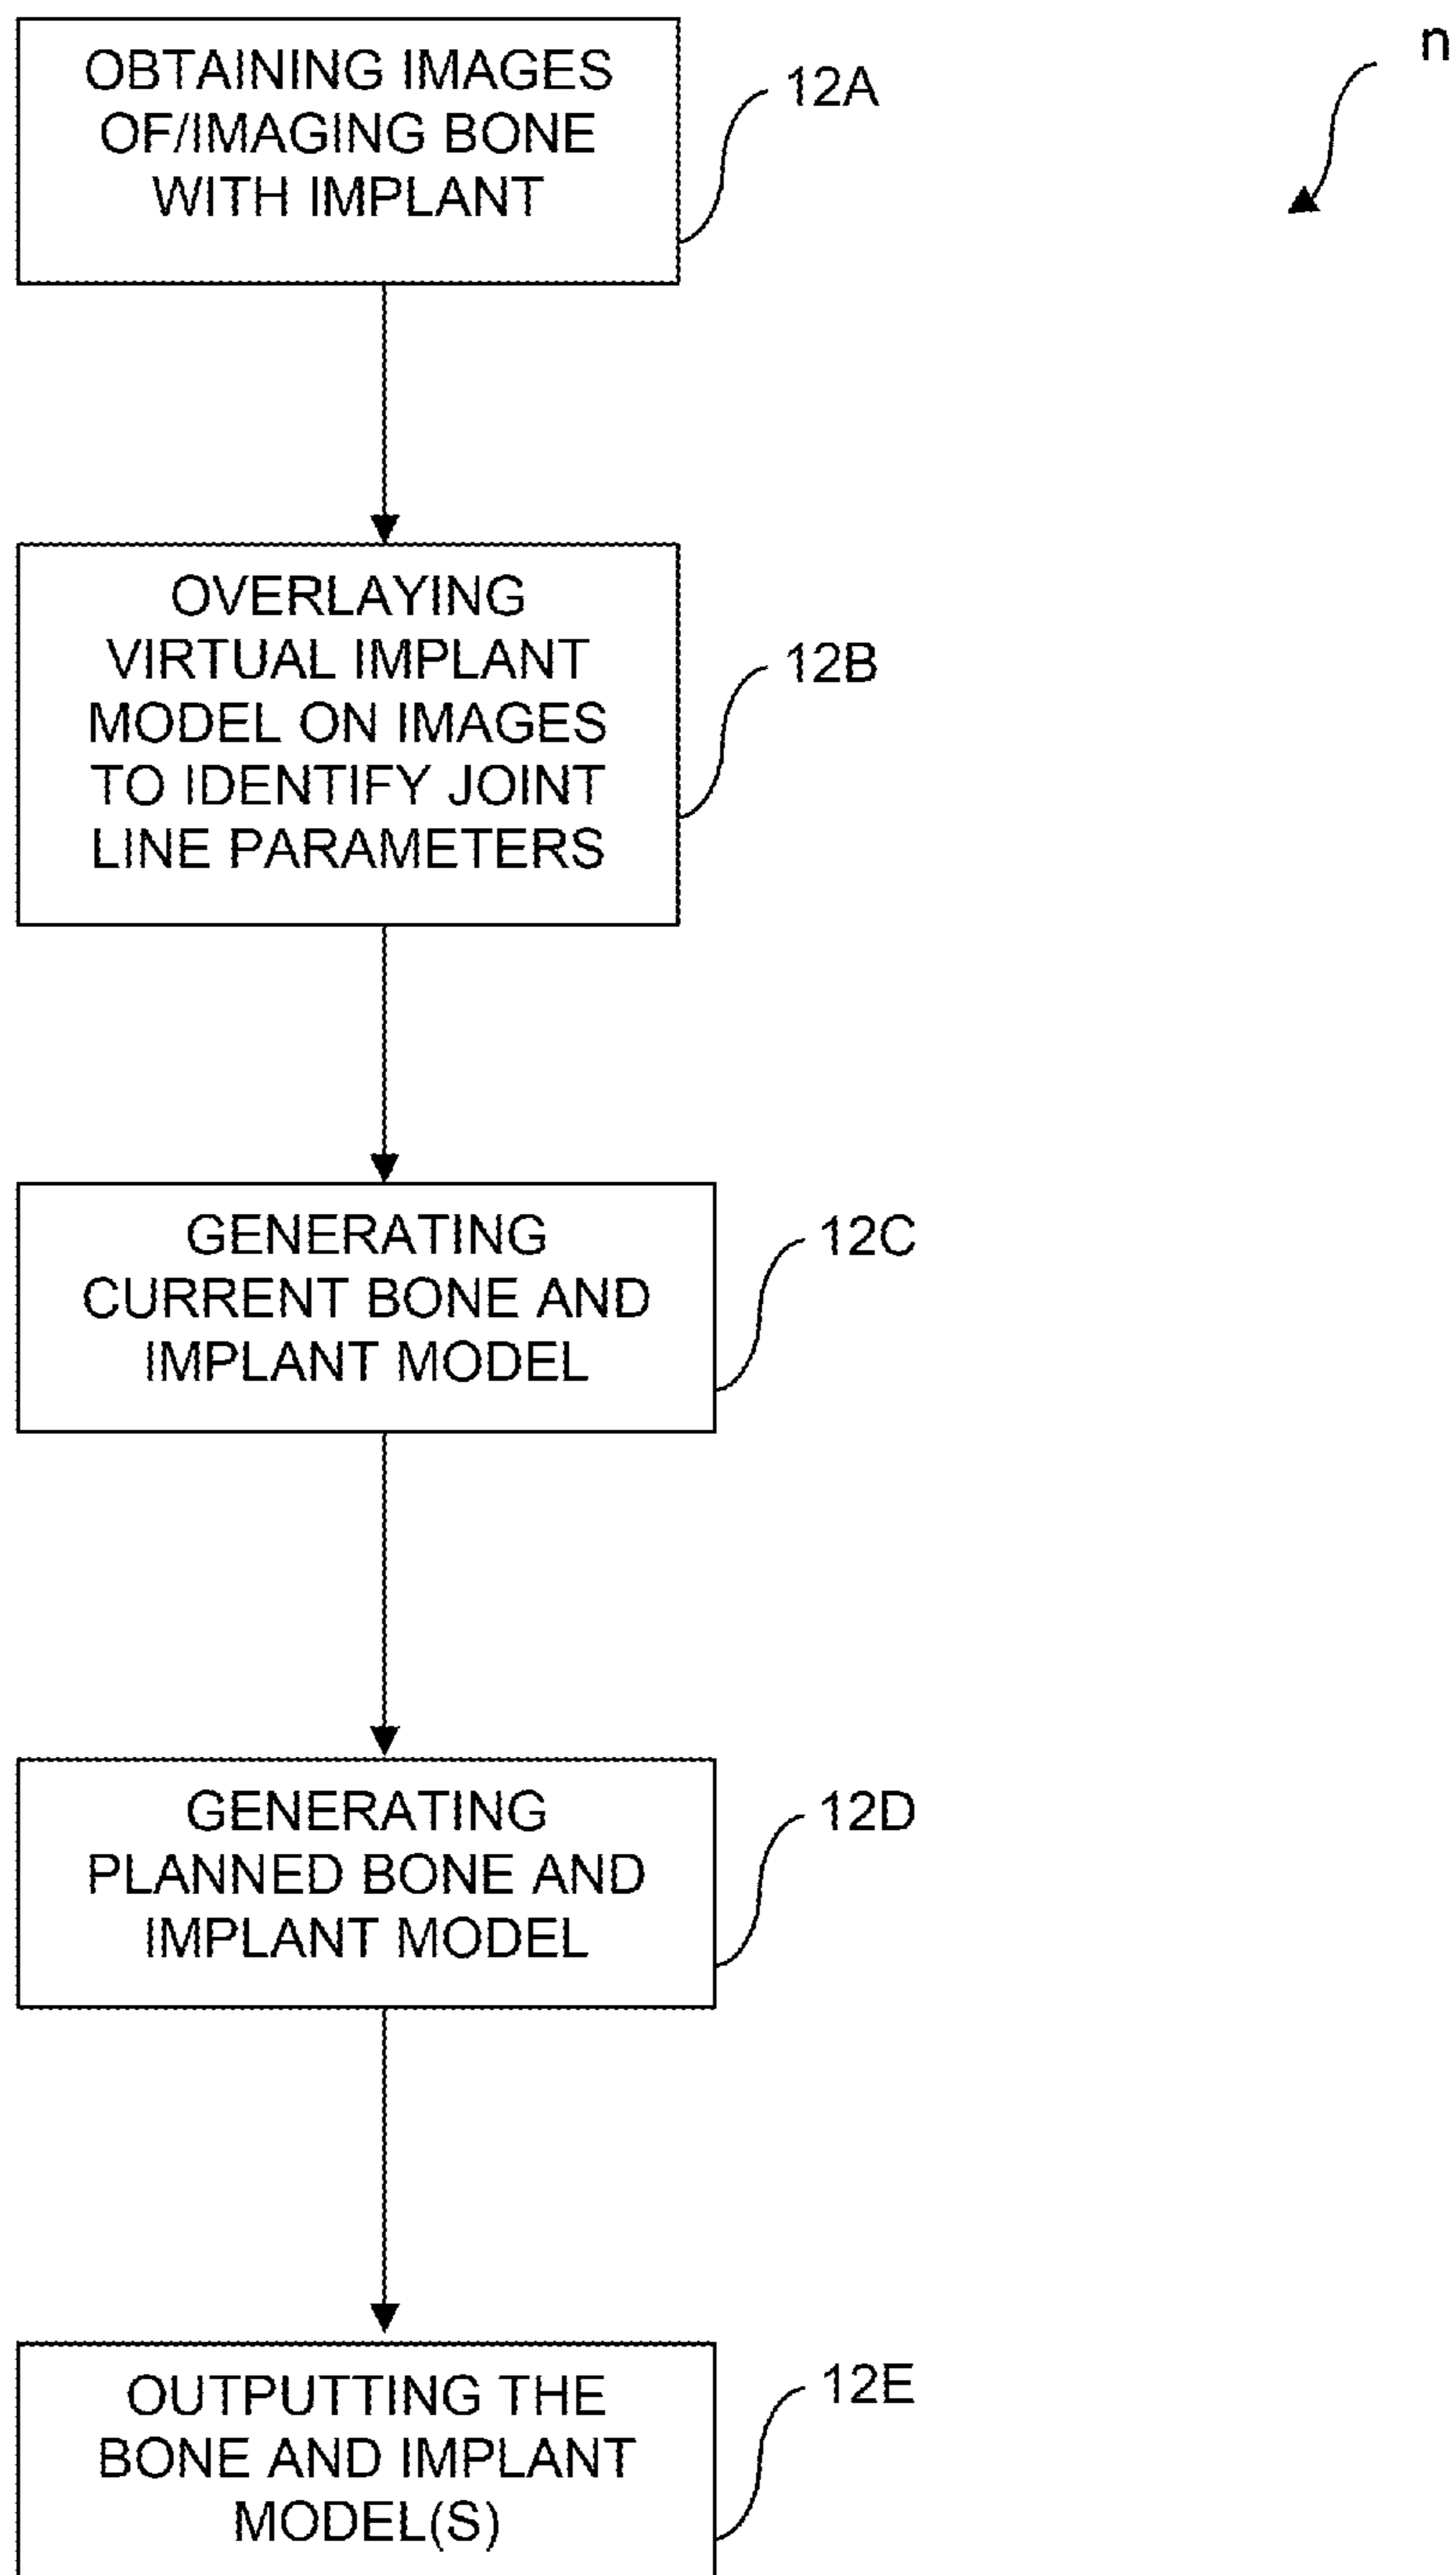 n
OBTAINING IMAGES
OF/IMAGING BONE
WITH IMPLANT
12A
OVERLAYING
VIRTUAL IMPLANT
MODEL ON IMAGES
TO IDENTIFY JOINT
LINE PARAMETERS
12B
GENERATING
CURRENT BONE AND
IMPLANT MODEL
12C
GENERATING
PLANNED BONE AND
IMPLANT MODEL
12D
OUTPUTTING THE
BONE AND IMPLANT
MODEL(S)
12E